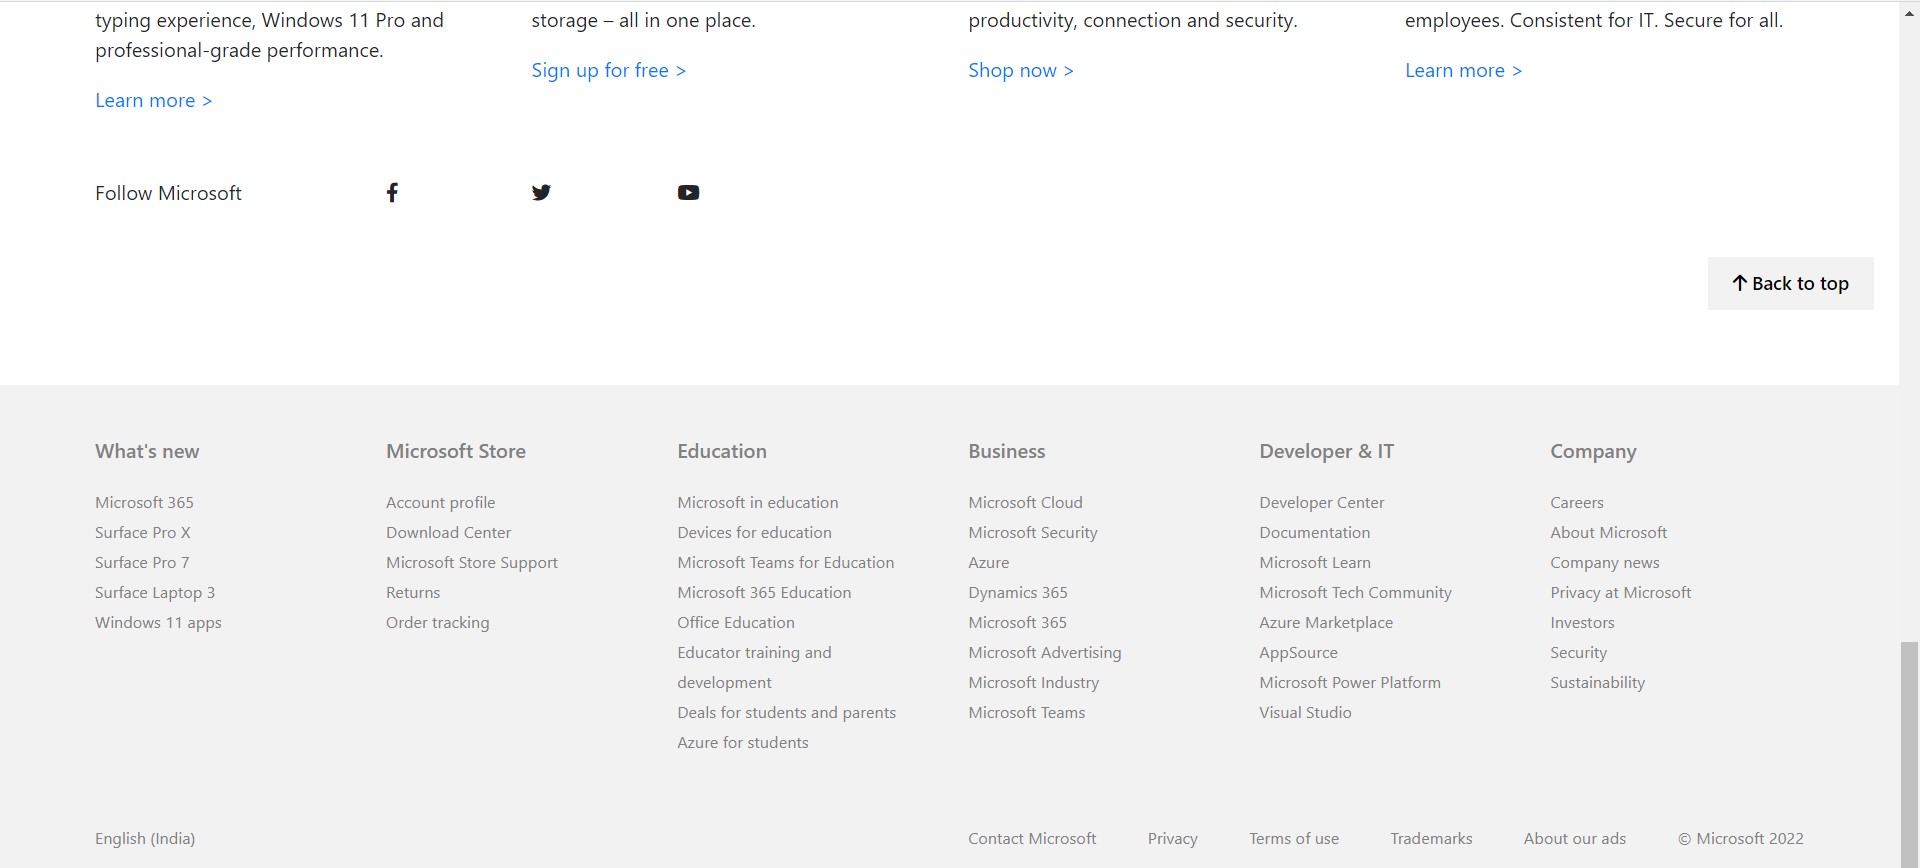 typing experience, Windows 11 Pro and
professional-grade performance.
Learn more >
storage – all in one place.
Sign up for free >
productivity, connection and security.
Shop now >
employees. Consistent for IT. Secure for all.
Learn more >
Follow Microsoft
Back to top
What's new
Microsoft 365
Surface Pro X
Surface Pro 7
Surface Laptop 3
Windows 11 apps
Microsoft Store
Account profile
Download Center
Microsoft Store Support
Returns
Order tracking
Education
Microsoft in education
Devices for education
Microsoft Teams for Education
Microsoft 365 Education
Office Education
Educator training and
development
Deals for students and parents
Azure for students
Business
Microsoft Cloud
Microsoft Security
Azure
Dynamics 365
Microsoft 365
Microsoft Advertising
Microsoft Industry
Microsoft Teams
Developer & IT
Developer Center
Documentation
Microsoft Learn
Microsoft Tech Community
Azure Marketplace
AppSource
Microsoft Power Platform
Visual Studio
Company
Careers
About Microsoft
Company news
Privacy at Microsoft
Investors
Security
Sustainability
English (India)
Contact Microsoft
Privacy
Terms of use
Trademarks
About our ads
© Microsoft 2022